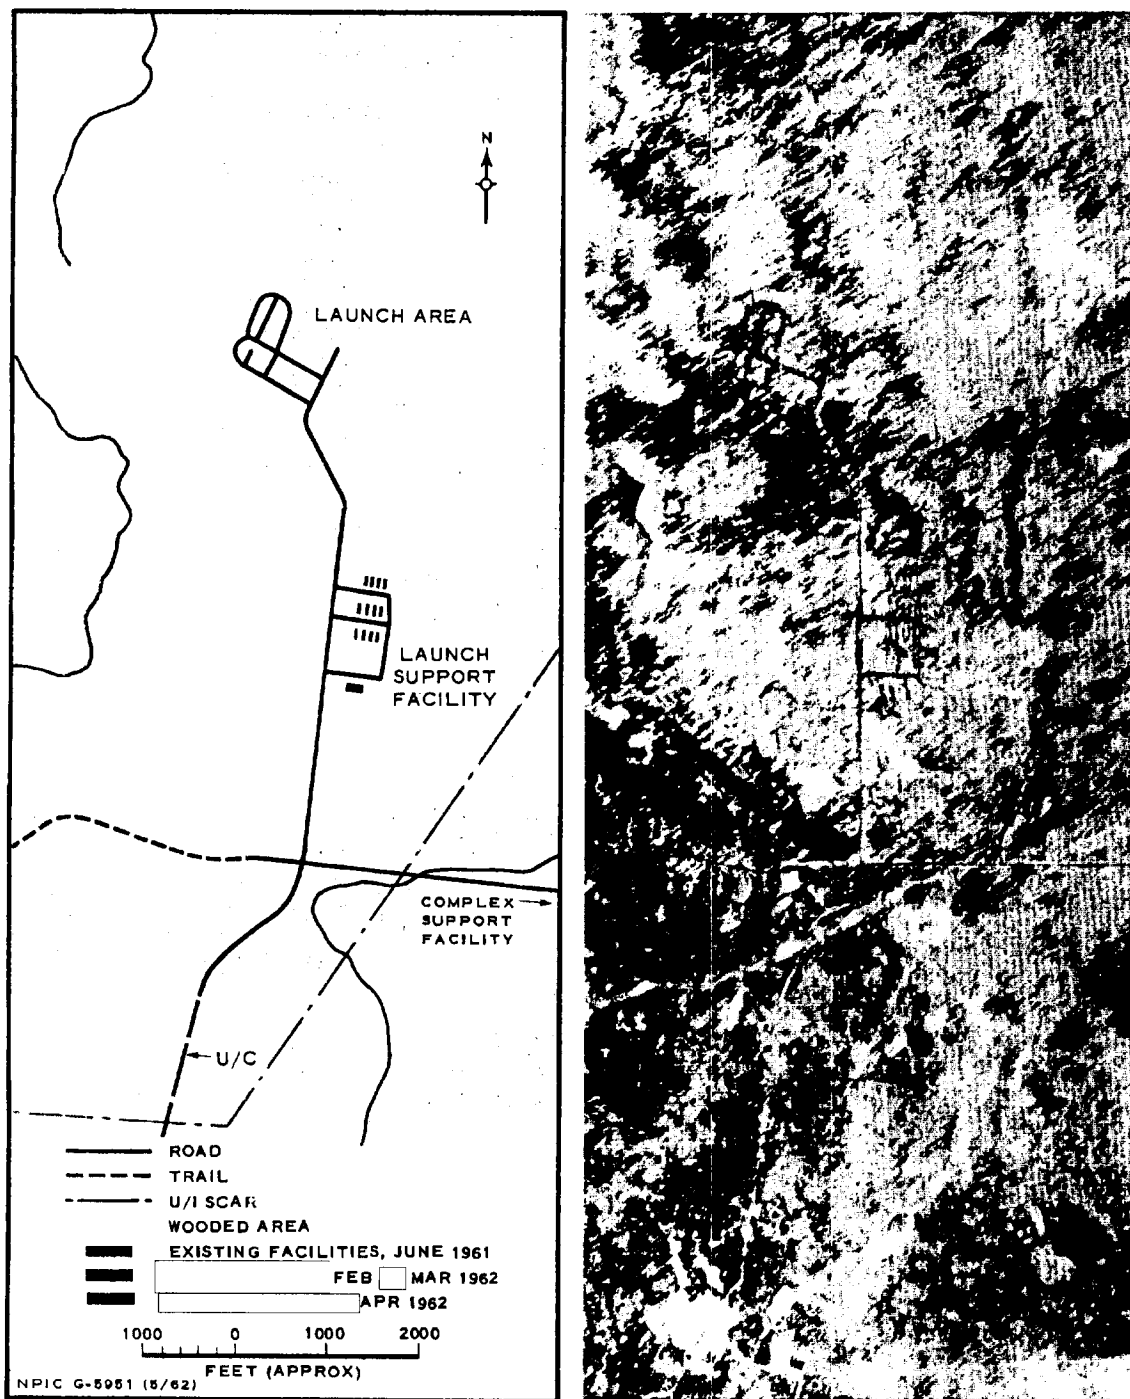 N
LAUNCH AREA
LAUNCH
SUPPORT
FACILITY
COMPLEX
SUPPORT
FACILITY
U/C
ROAD
TRAIL
U/I SCAR
WOODED AREA
EXISTING FACILITIES, JUNE 1961
FEB MAR 1962
APR 1962
1000 0 1000 2000
FEET (APPROX)
NPIC G-5951 (5/62)